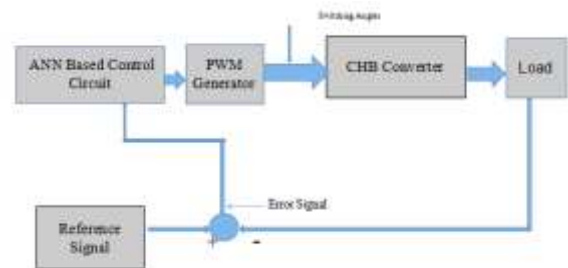 Switching Angles
ANN Based Control
Circuit
PWM
Generator
CHB Converter
Load
Error Signal
Reference
Signal
+
-